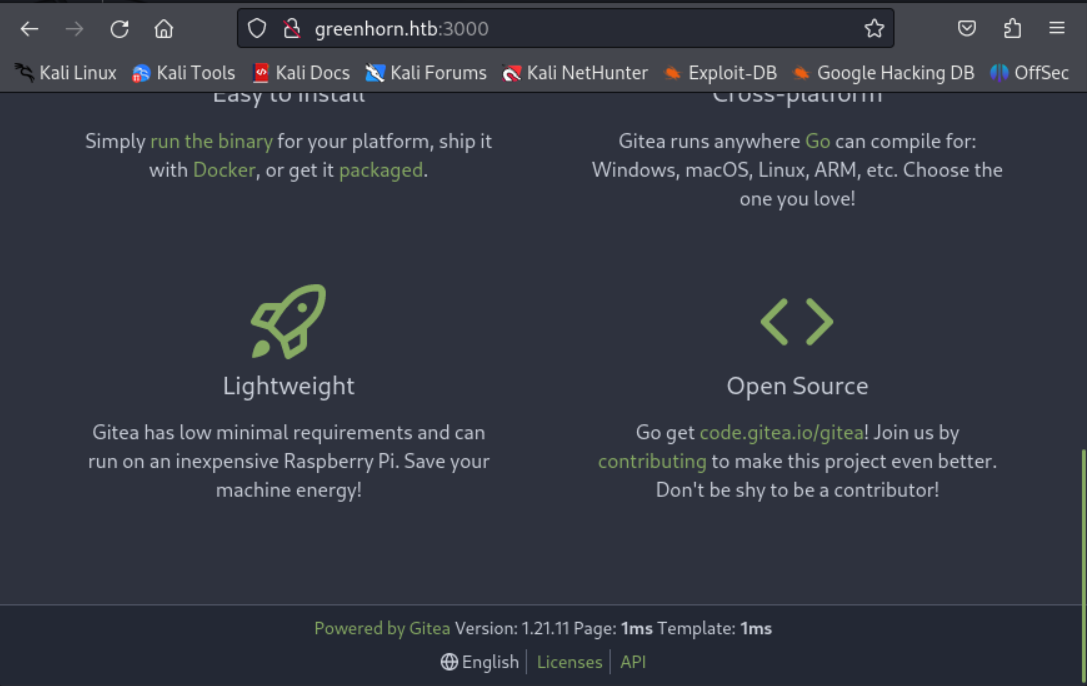 greenhorn.htb:3000
Kali Linux Kali Tools Kali Docs Kali Forums Kali NetHunter Exploit-DB Google Hacking DB OffSec
Easy to install
Cross-platform
Simply run the binary for your platform, ship it
with Docker, or get it packaged.
Gitea runs anywhere Go can compile for:
Windows, macOS, Linux, ARM, etc. Choose the
one you love!
Lightweight
Open Source
Gitea has low minimal requirements and can
run on an inexpensive Raspberry Pi. Save your
machine energy!
Go get code.gitea.io/gitea! Join us by
contributing to make this project even better.
Don't be shy to be a contributor!
Powered by Gitea Version: 1.21.11 Page: 1ms Template: 1ms
English Licenses API